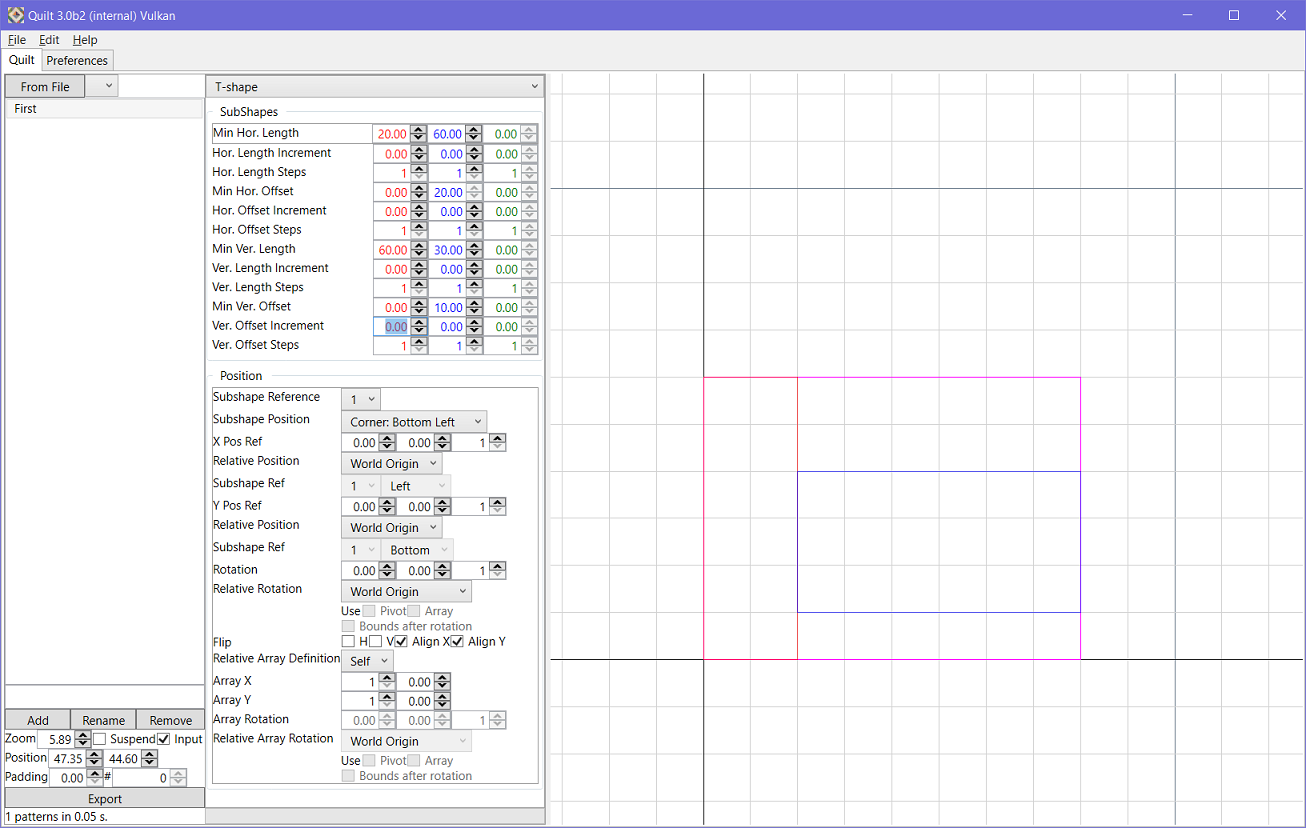 Quilt 3.0b2 (internal) Vulkan
File Edit Help
Quilt Preferences
From File
First
T-shape
SubShapes
Min Hor. Length 20.00 60.00 0.00
Hor. Length Increment 0.00 0.00 0.00
Hor. Length Steps 1 1 1
Min Hor. Offset 0.00 20.00 0.00
Hor. Offset Increment 0.00 0.00 0.00
Hor. Offset Steps 1 1 1
Min Ver. Length 60.00 30.00 0.00
Ver. Length Increment 0.00 0.00 0.00
Ver. Length Steps 1 1 1
Min Ver. Offset 0.00 10.00 0.00
Ver. Offset Increment 0.00 0.00 0.00
Ver. Offset Steps 1 1 1
Position
Subshape Reference 1
Subshape Position Corner: Bottom Left
X Pos Ref 0.00 0.00 1
Relative Position World Origin
Subshape Ref 1 Left
Y Pos Ref 0.00 0.00 1
Relative Position World Origin
Subshape Ref 1 Bottom
Rotation 0.00 0.00 1
Relative Rotation World Origin
Use Pivot Array
Bounds after rotation
Flip H V Align X Align Y
Relative Array Definition Self
Array X 1 0.00
Array Y 1 0.00
Array Rotation 0.00 0.00 1
Relative Array Rotation World Origin
Use Pivot Array
Bounds after rotation
Add Rename Remove
Zoom 5.89 Suspend Input
Position 47.35 44.60
Padding 0.00 # 0
Export
1 patterns in 0.05 s.